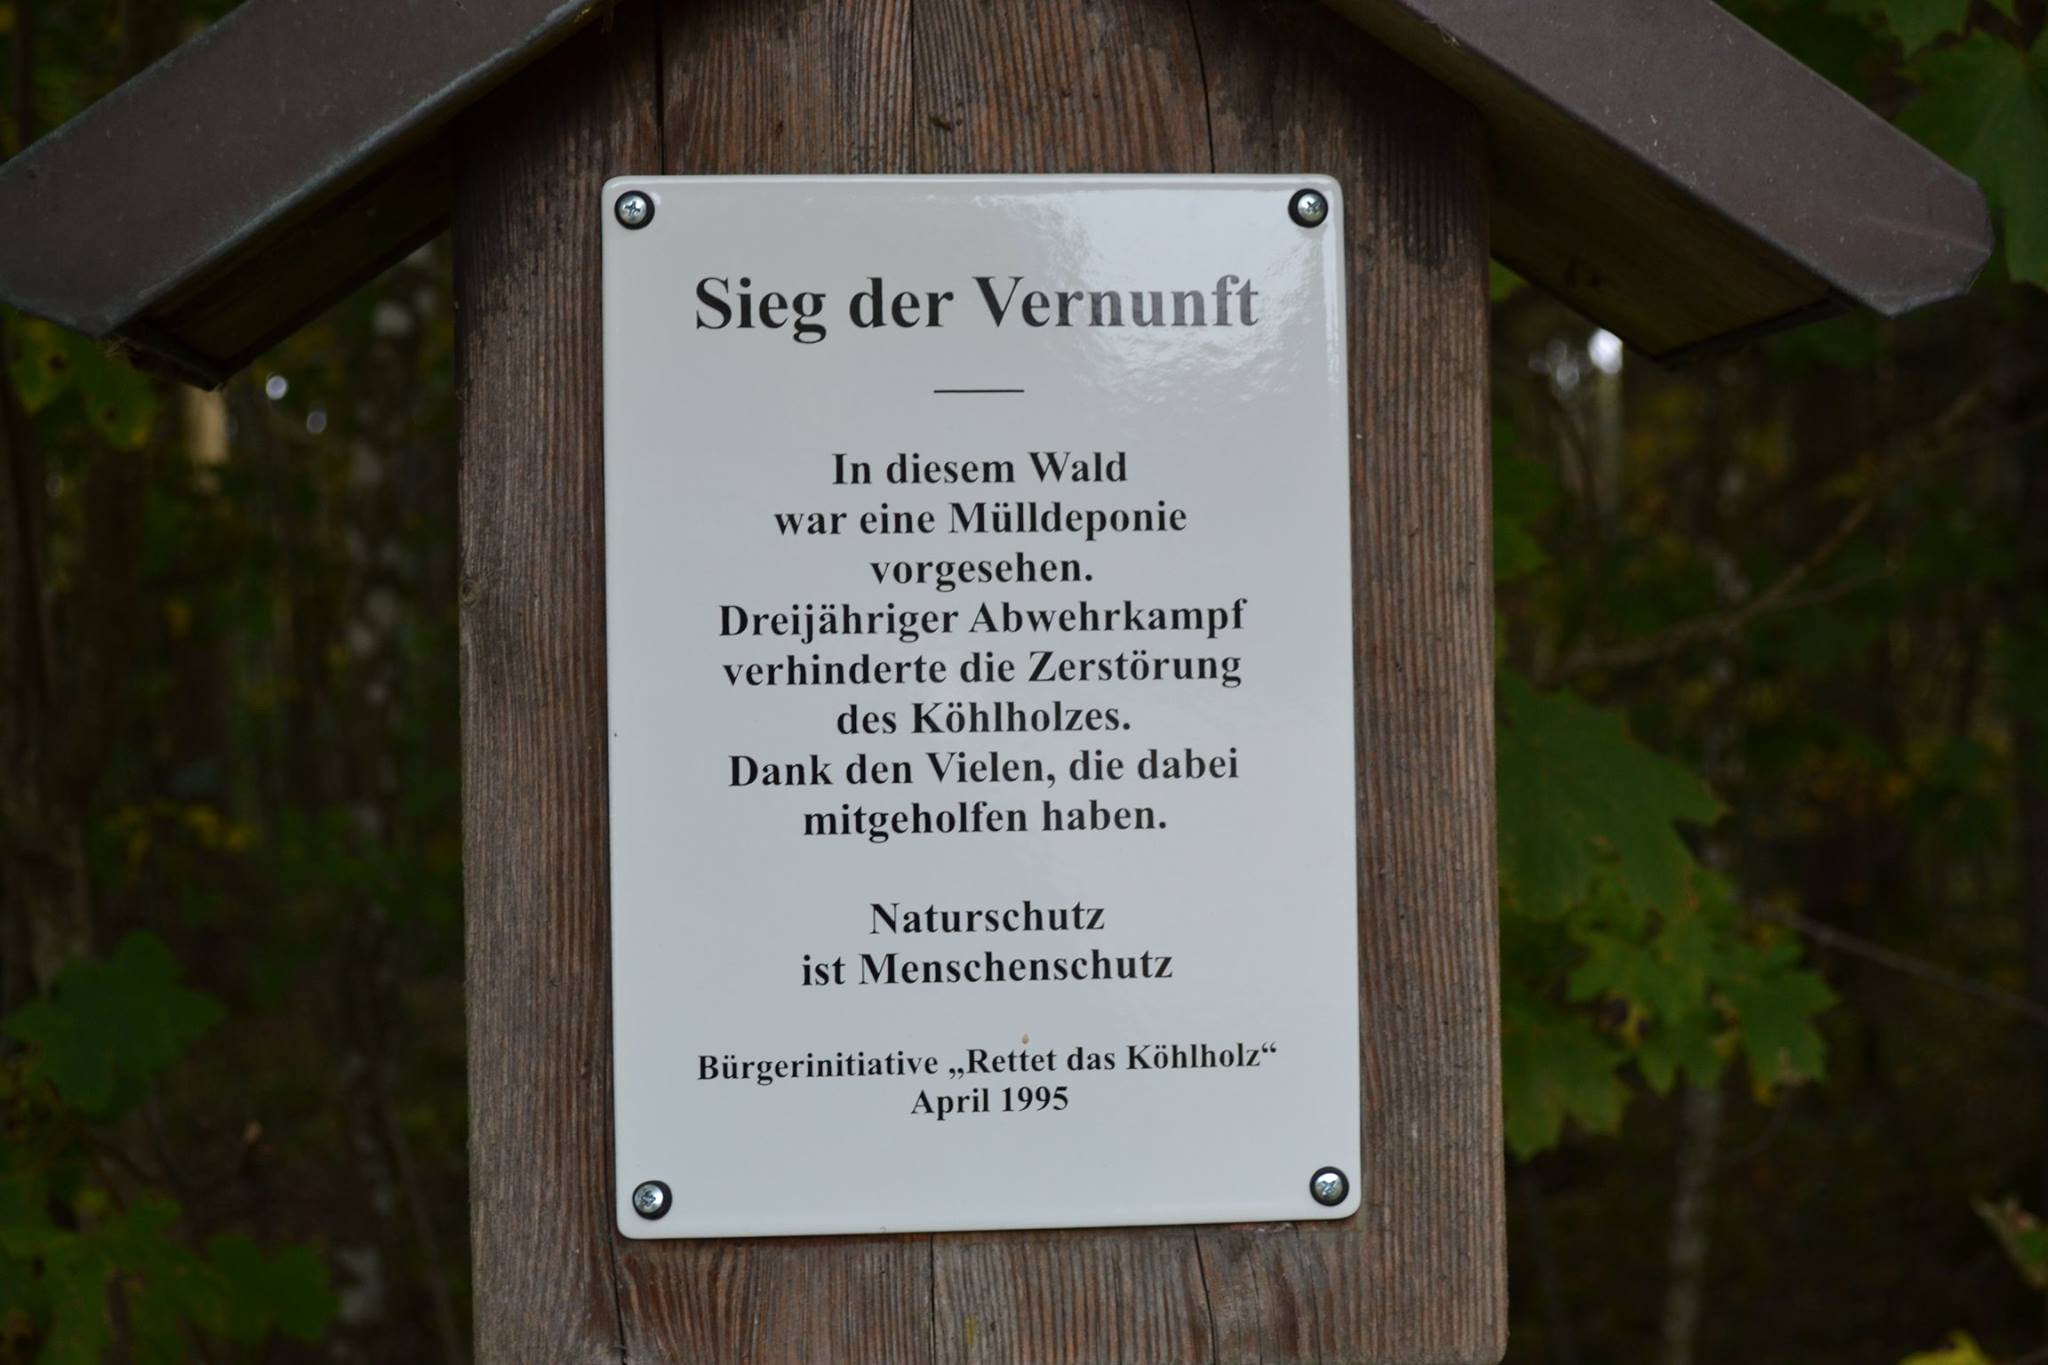 Sieg der Vernunft
In diesem Wald
war eine Mülldeponie
vorgesehen.
Dreijähriger Abwehrkampf
verhinderte die Zerstörung
des Köhlholzes.
Dank den Vielen, die dabei
mitgeholfen haben.
Naturschutz
ist Menschenschutz
Bürgerinitiative „Rettet das Köhlholz“
April 1995